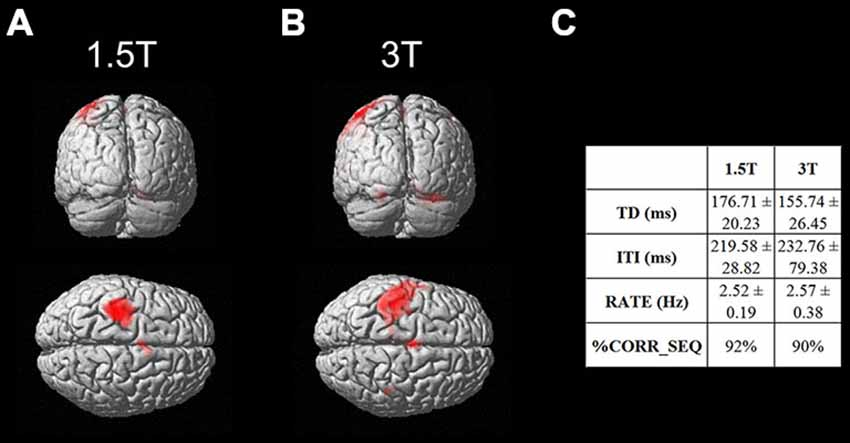 A
B
C
1.5T
3T
1.5T 3T
TD (ms) 176.71 ± 155.74 ±
20.23 26.45
ITI (ms) 219.58 ± 232.76 ±
28.82 79.38
RATE (Hz) 2.52 ± 2.57 ±
0.19 0.38
%CORR_SEQ 92% 90%